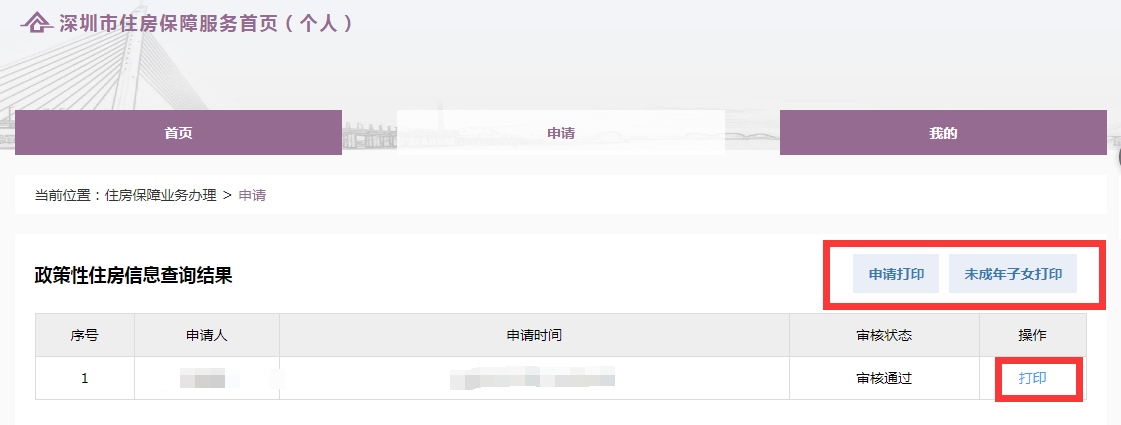 深圳市住房保障服务首页（个人）
首页
申请
我的
当前位置：住房保障业务办理 > 申请
政策性住房信息查询结果
申请打印
未成年子女打印
序号
申请人
申请时间
审核状态
操作
1
审核通过
打印